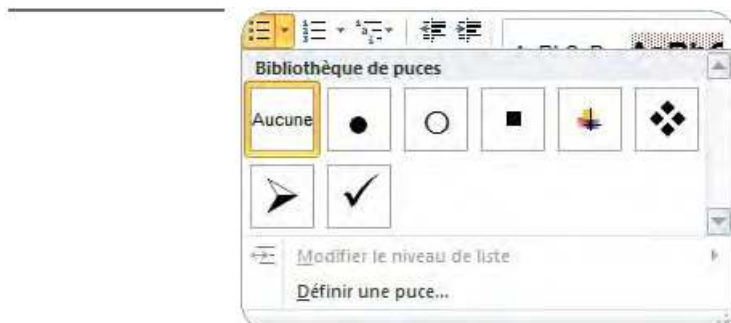 Bibliothèque de puces
Aucune
Modifier le niveau de liste
Définir une puce...